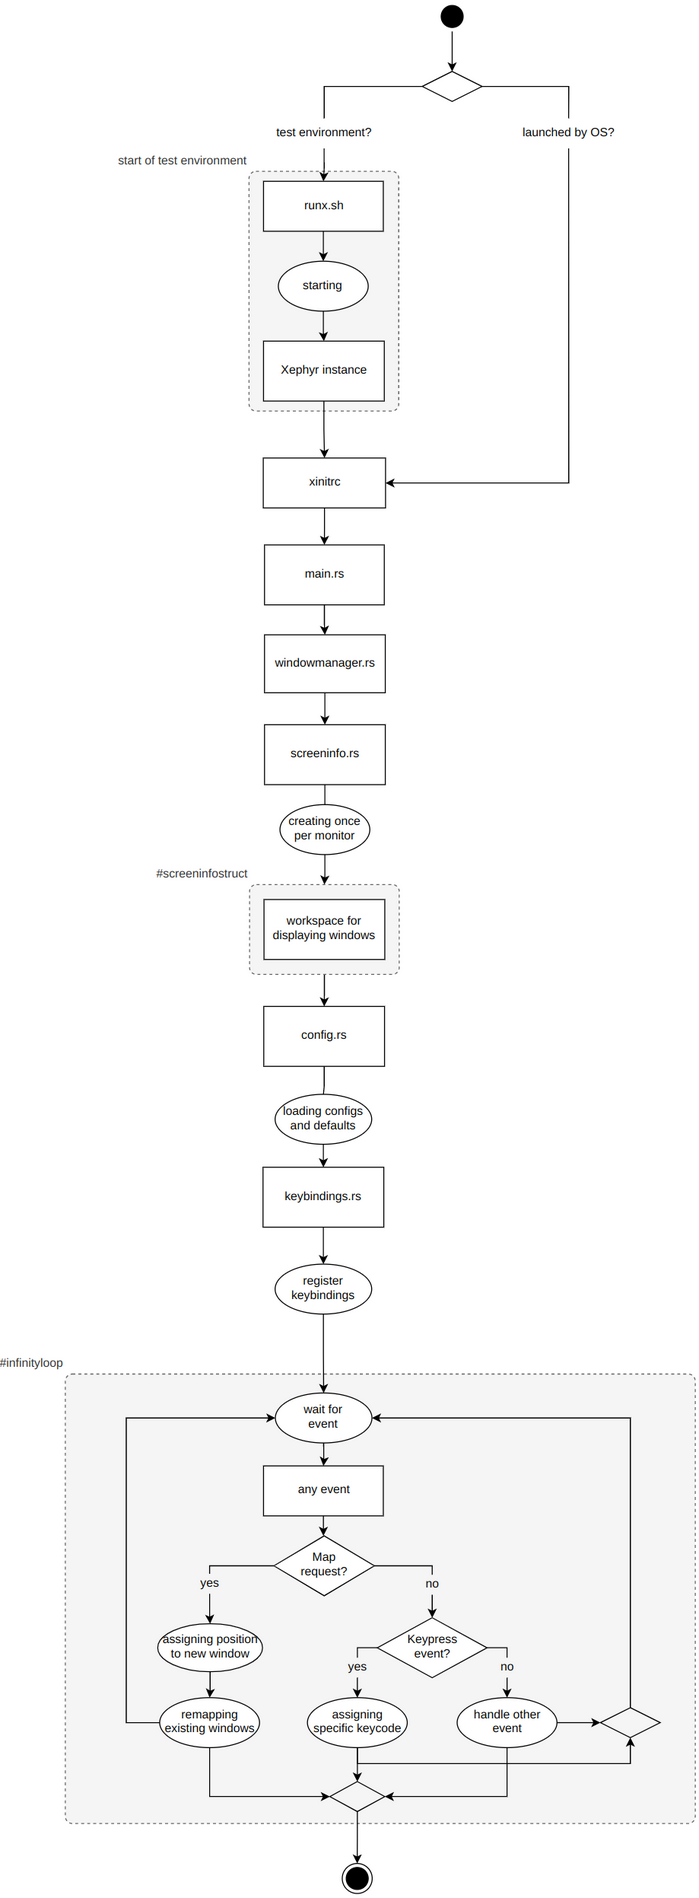 test environment?
launched by OS?
start of test environment
runx.sh
starting
Xephyr instance
xinitrc
main.rs
windowmanager.rs
screeninfo.rs
creating once
per monitor
#screeninfostruct
workspace for
displaying windows
config.rs
loading configs
and defaults
keybindings.rs
register
keybindings
#infinityloop
wait for
event
any event
Map
request?
yes
no
assigning position
to new window
Keypress
event?
yes
no
remapping
existing windows
assigning
specific keycode
handle other
event